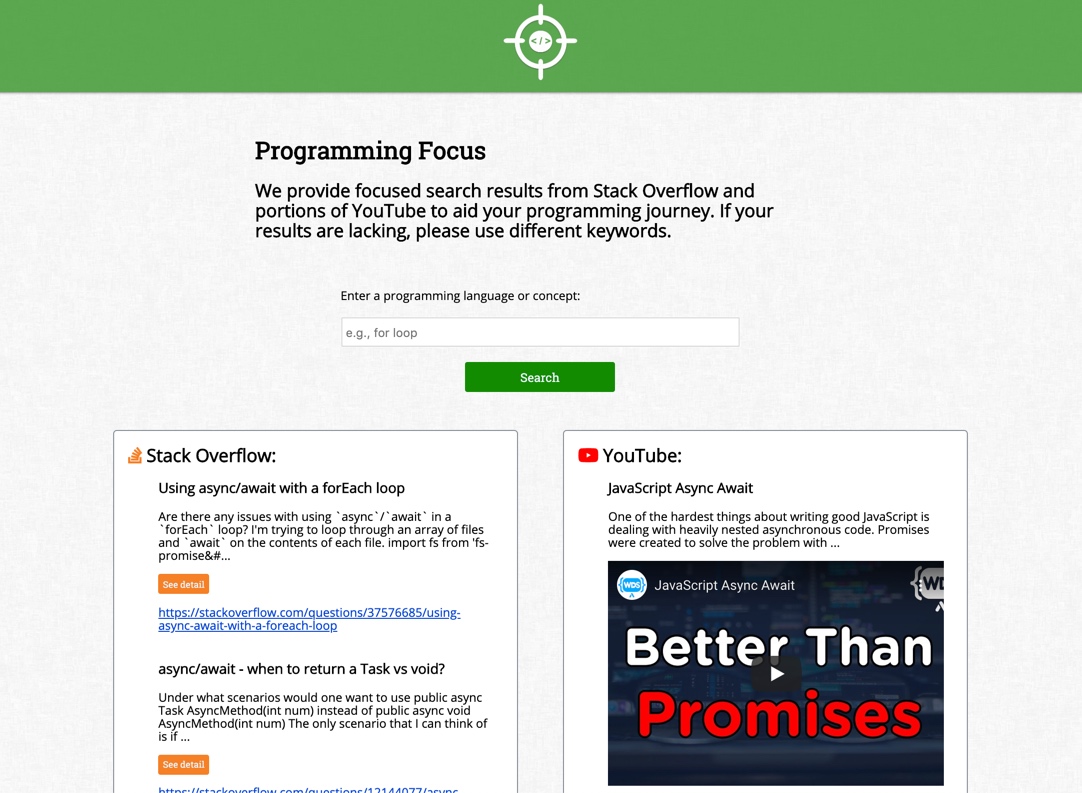 </>
Programming Focus
We provide focused search results from Stack Overflow and
portions of YouTube to aid your programming journey. If your
results are lacking, please use different keywords.
Enter a programming language or concept:
e.g., for loop
Search
Stack Overflow:
Using async/await with a forEach loop
Are there any issues with using `async`/`await` in a
`forEach` loop? I'm trying to loop through an array of files
and `await` on the contents of each file. import fs from 'fs-
promise&#...
See detail
https://stackoverflow.com/questions/37576685/using-
async-await-with-a-foreach-loop
async/await - when to return a Task vs void?
Under what scenarios would one want to use public async
Task AsyncMethod(int num) instead of public async void
AsyncMethod(int num) The only scenario that I can think of
is if ...
See detail
https://stackoverflow.com/questions/12144077/async-
YouTube:
JavaScript Async Await
One of the hardest things about writing good JavaScript is
dealing with heavily nested asynchronous code. Promises
were created to solve the problem with ...
{WDS}
JavaScript Async Await
{WD
Better Than
Promises